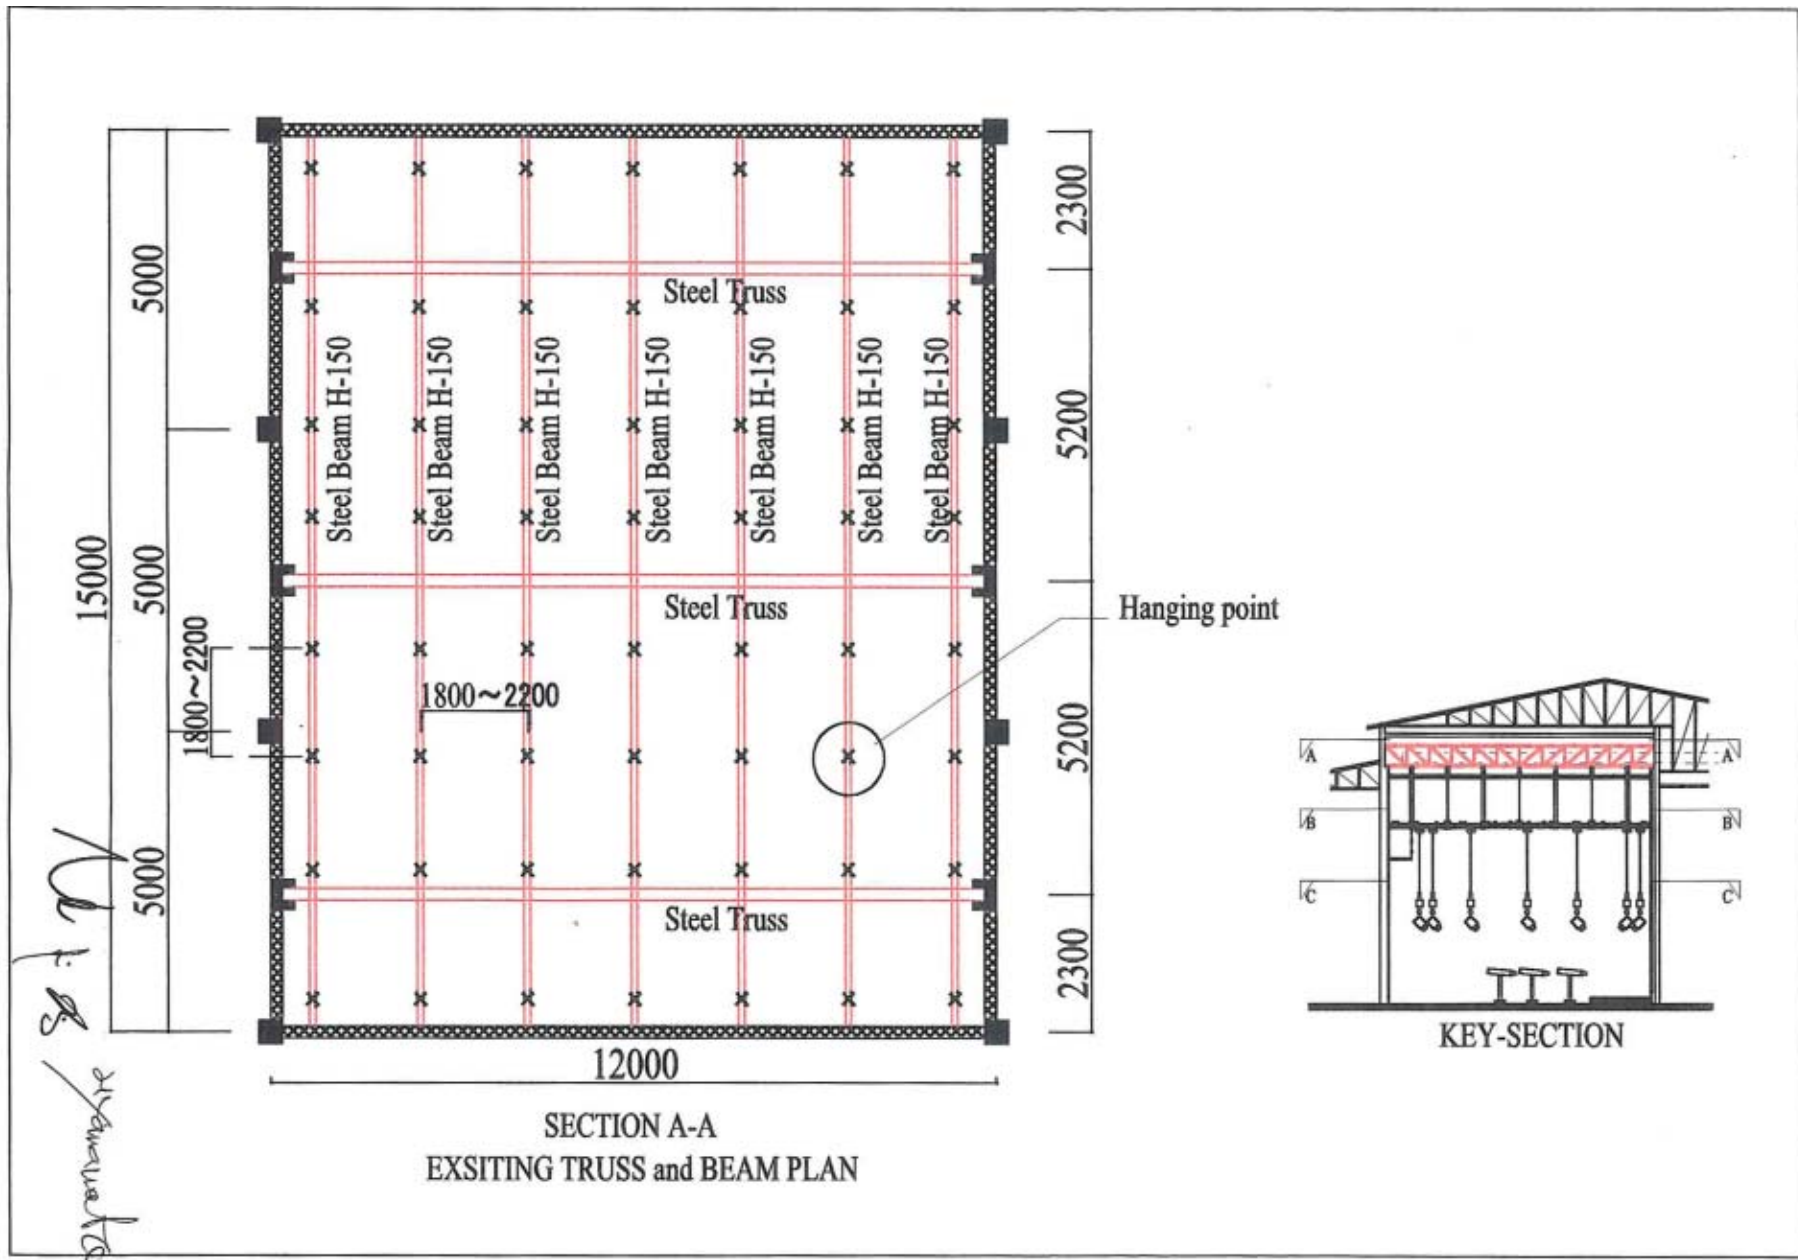 5000
5000
5000
15000
1800~2200
1800~2200
Steel Truss
Steel Beam H-150
Steel Beam H-150
Steel Beam H-150
Steel Beam H-150
Steel Beam H-150
Steel Beam H-150
Steel Beam H-150
Steel Truss
Steel Truss
2300
5200
5200
2300
Hanging point
12000
SECTION A-A
EXSITING TRUSS and BEAM PLAN
A
A
B
B
C
C
KEY-SECTION